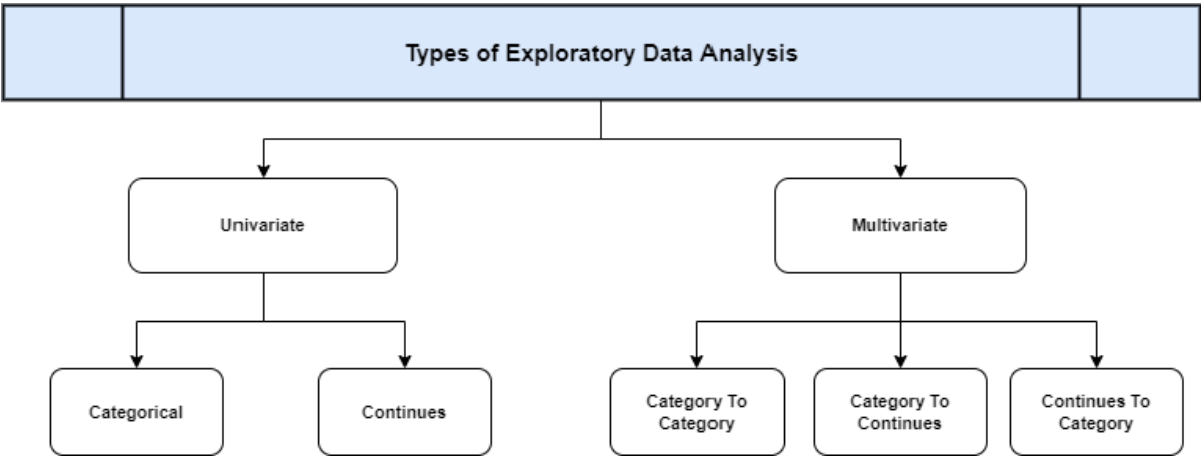 Types of Exploratory Data Analysis
Univariate
Multivariate
Categorical
Continues
Category To
Category
Category To
Continues
Continues To
Category